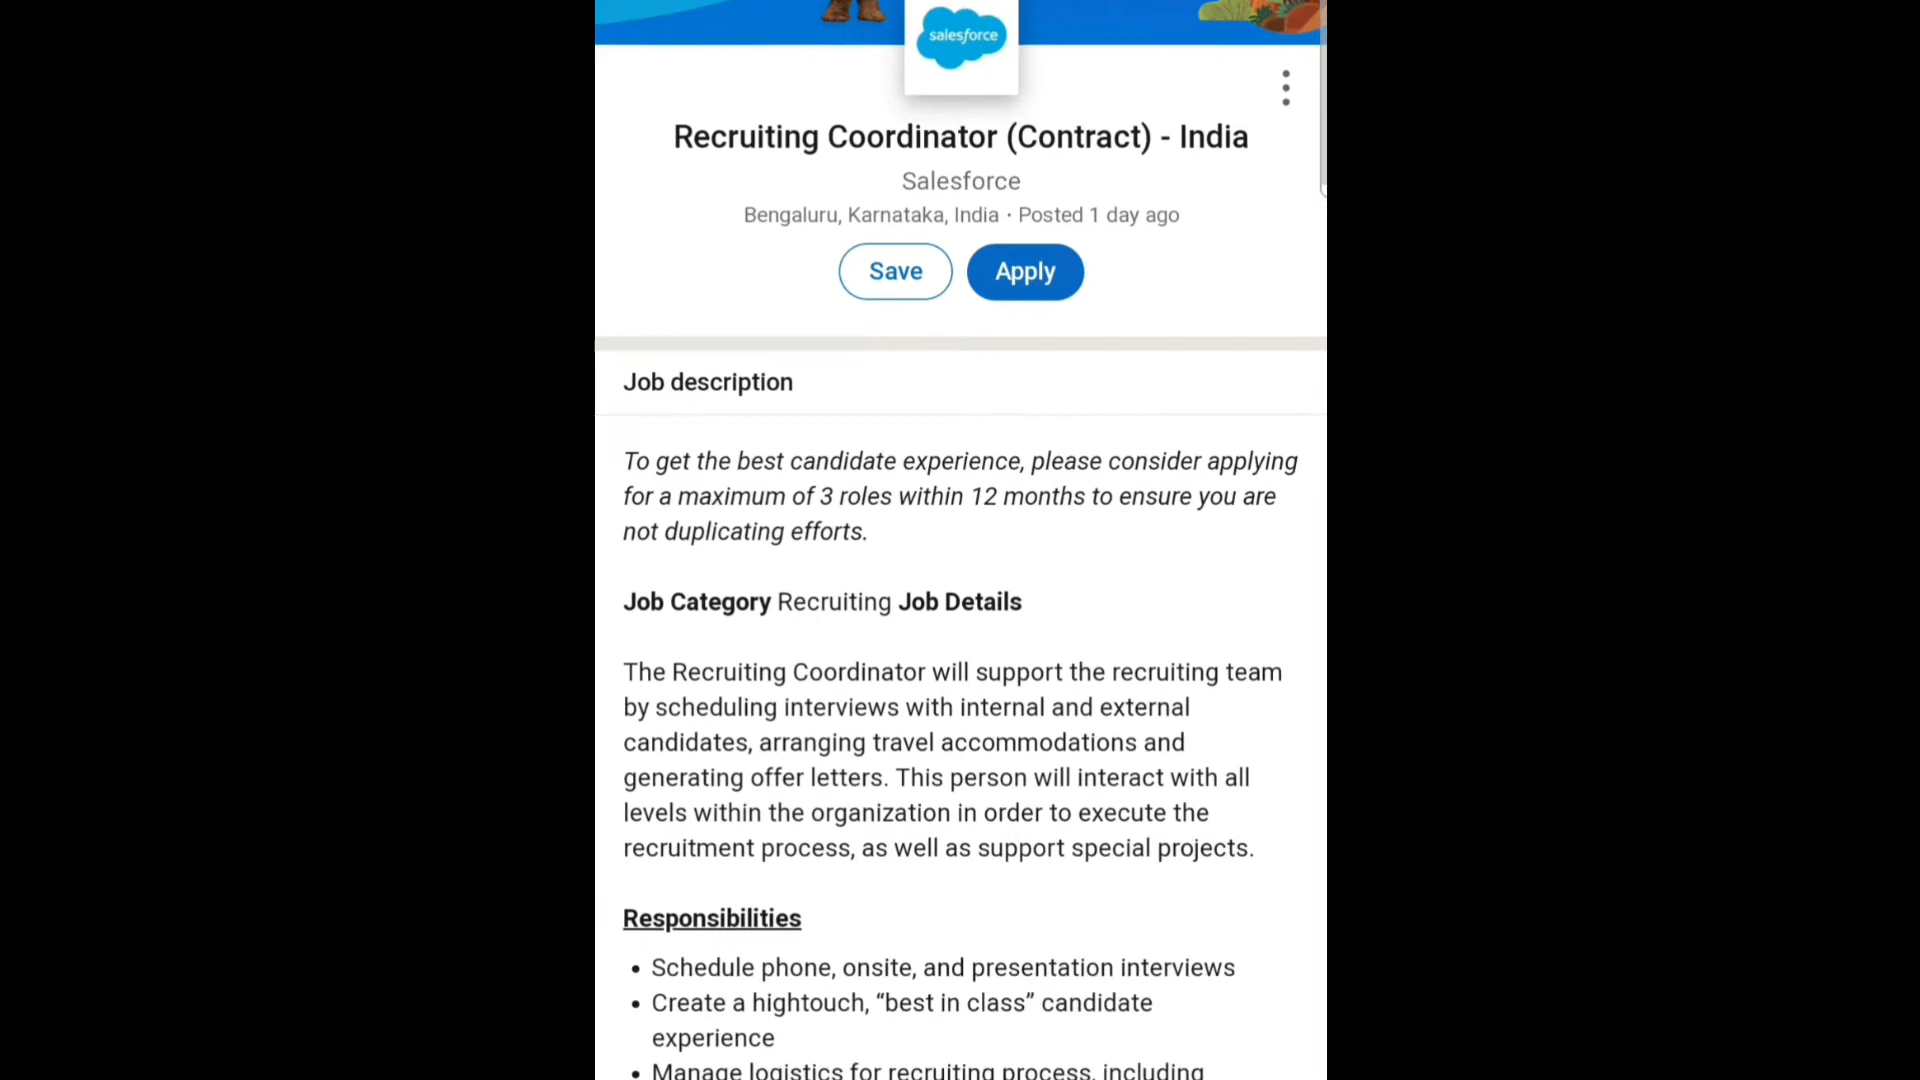 salesforce
Recruiting Coordinator (Contract) - India
Salesforce
Bengaluru, Karnataka, India · Posted 1 day ago
Save Apply
Job description
To get the best candidate experience, please consider applying
for a maximum of 3 roles within 12 months to ensure you are
not duplicating efforts.
Job Category Recruiting Job Details
The Recruiting Coordinator will support the recruiting team
by scheduling interviews with internal and external
candidates, arranging travel accommodations and
generating offer letters. This person will interact with all
levels within the organization in order to execute the
recruitment process, as well as support special projects.
Responsibilities
• Schedule phone, onsite, and presentation interviews
• Create a hightouch, “best in class” candidate
experience
• Manage logistics for recruiting process, including